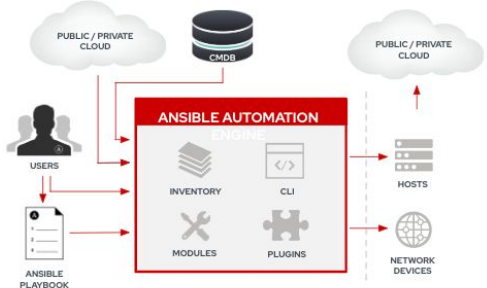 PUBLIC / PRIVATE
CLOUD
CMDB
PUBLIC / PRIVATE
CLOUD
ANSIBLE AUTOMATION
ENGINE
USERS
INVENTORY
CLI
HOSTS
MODULES
PLUGINS
ANSIBLE
PLAYBOOK
NETWORK
DEVICES